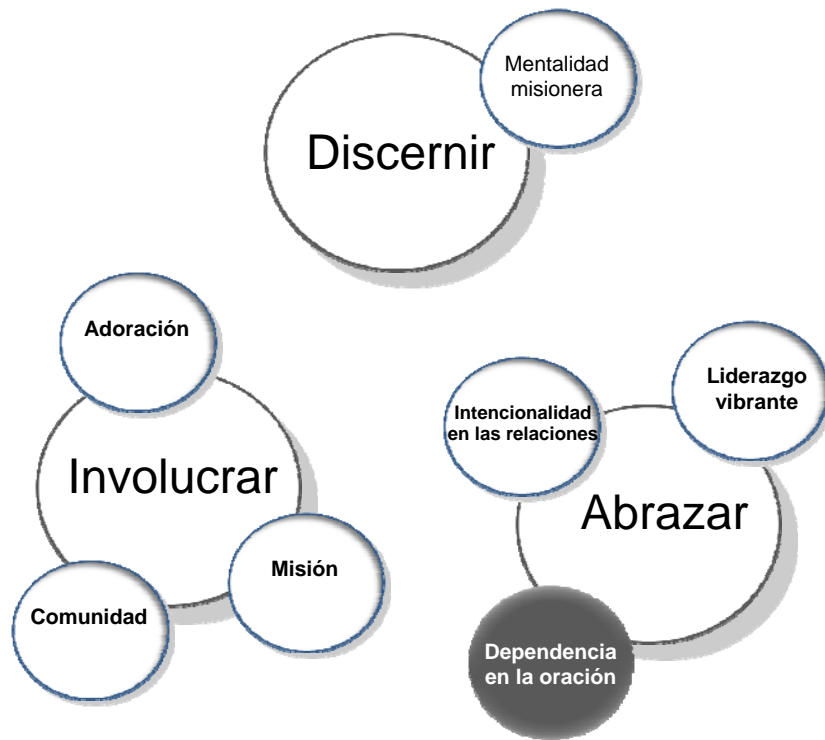 Mentalidad
misionera
Discernir
Adoración
Involucrar
Misión
Comunidad
Intencionalidad
en las relaciones
Liderazgo
vibrante
Abrazar
Dependencia
en la oración